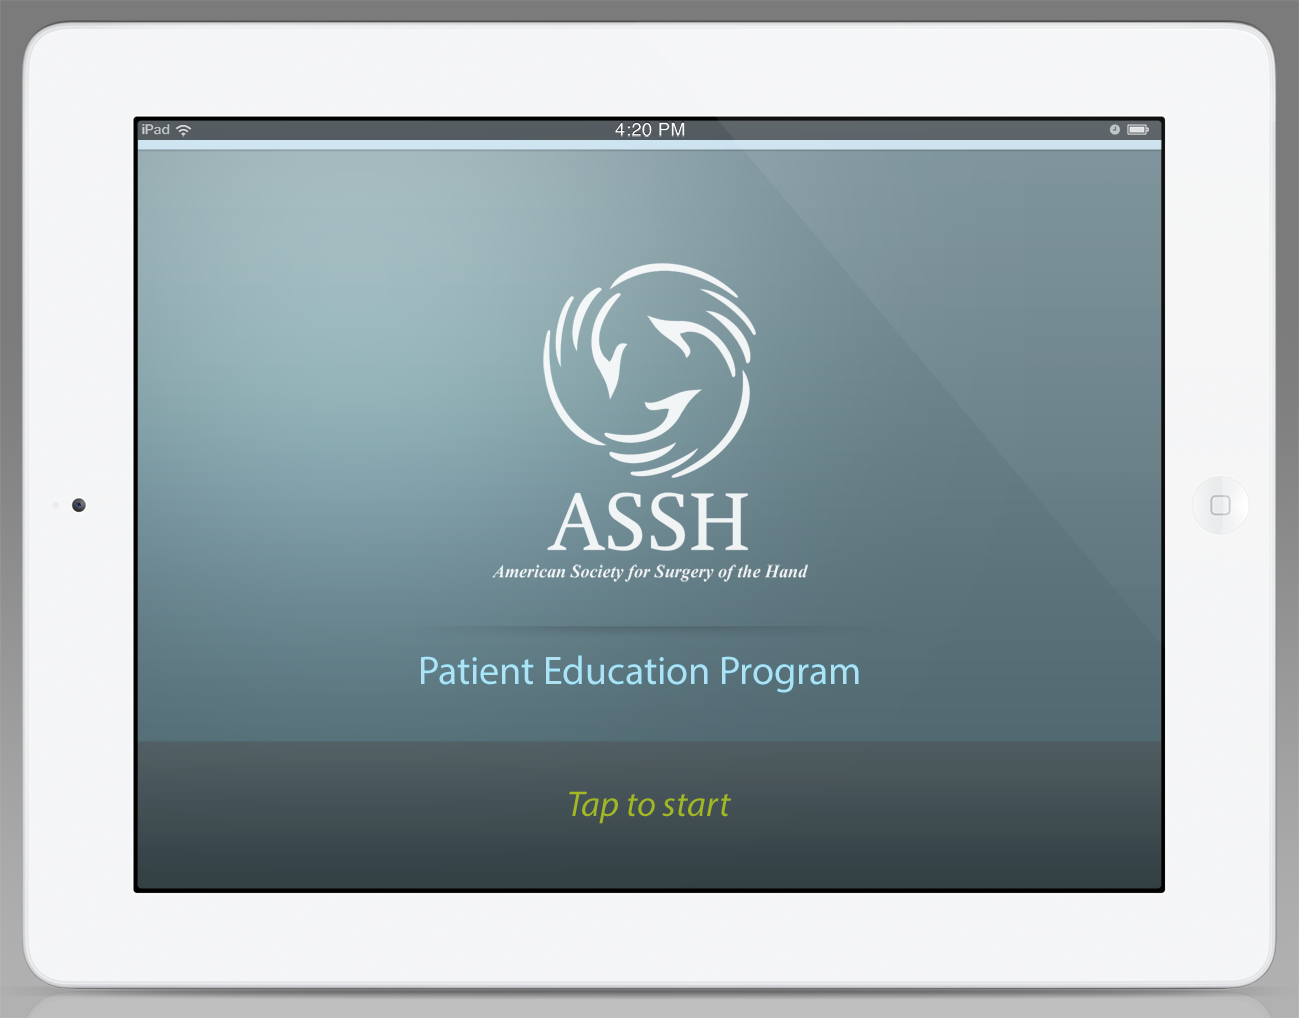 iPad
4:20 PM
ASSH
American Society for Surgery of the Hand
Patient Education Program
Tap to start